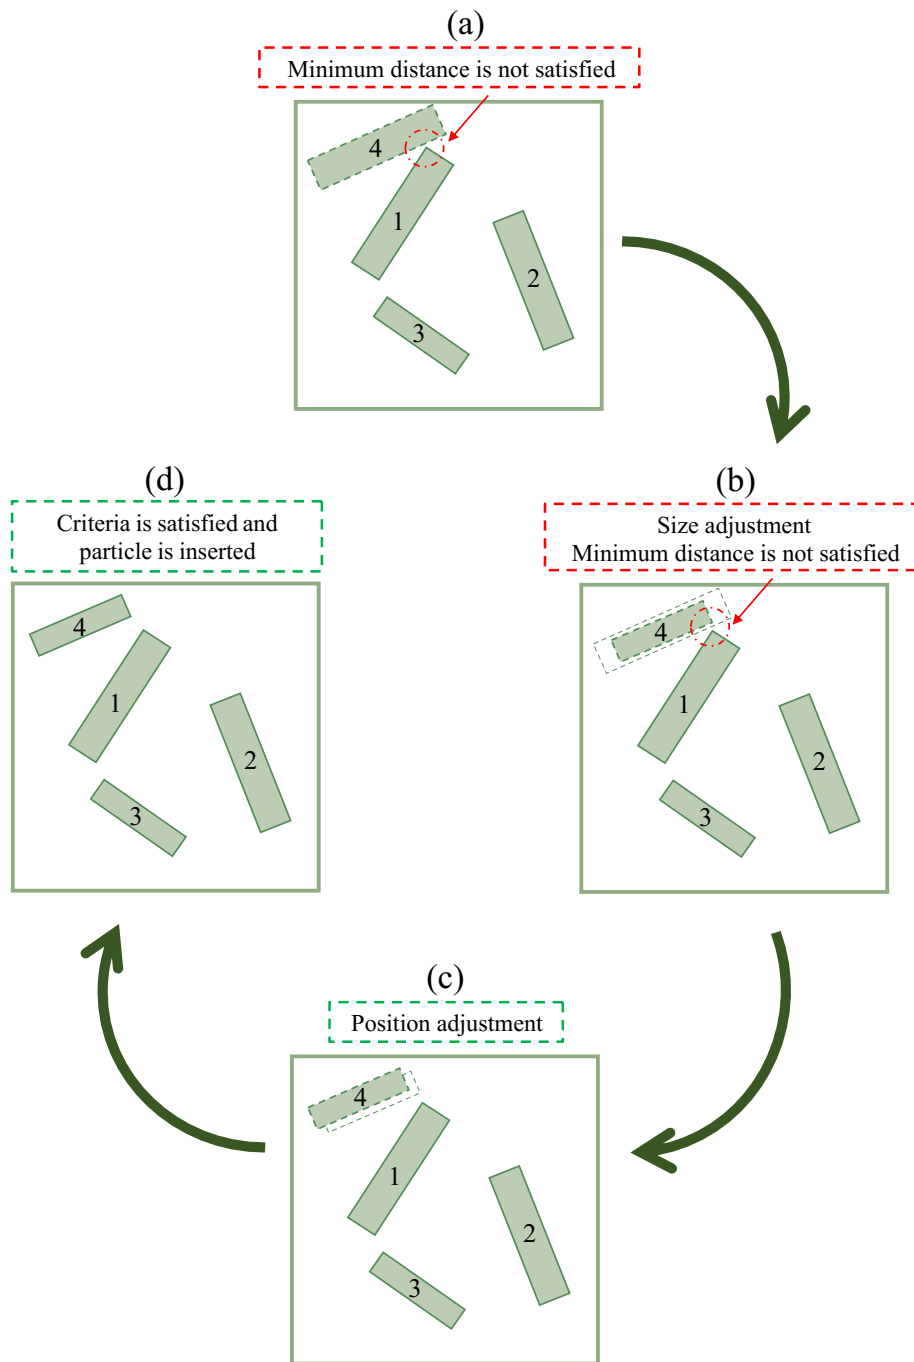 (a)
Minimum distance is not satisfied
4
1
2
3
(b)
Size adjustment
Minimum distance is not satisfied
4
1
2
3
(c)
Position adjustment
4
1
2
3
(d)
Criteria is satisfied and
particle is inserted
4
1
2
3